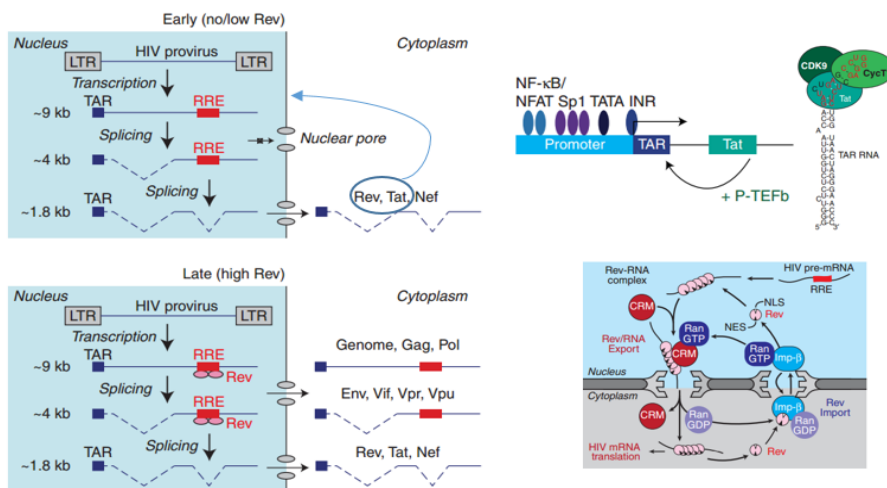 Early (no/low Rev)
Nucleus
Cytoplasm
LTR
HIV provirus
LTR
Transcription
TAR
RRE
~9 kb
Splicing
Nuclear pore
RRE
~4 kb
Splicing
TAR
Rev, Tat, Nef
~1.8 kb
Late (high Rev)
Nucleus
Cytoplasm
LTR
HIV provirus
LTR
Transcription
Genome, Gag, Pol
TAR
RRE
~9 kb
Rev
Splicing
Env, Vif, Vpr, Vpu
RRE
~4 kb
Rev
Splicing
TAR
Rev, Tat, Nef
~1.8 kb
NF-κB/
NFAT Sp1 TATA INR
Promoter
TAR
Tat
+ P-TEFb
CDK9
CycT
Tat
TAR RNA
5'
3'
Rev-RNA
complex
HIV pre-mRNA
RRE
CRM
NLS
NES
Rev
Ran
GTP
Rev/RNA
Export
CRM
Ran
GTP
Imp-β
Nucleus
Cytoplasm
Imp-β
Rev
Import
CRM
Ran
GDP
Ran
GDP
HIV mRNA
translation
Rev